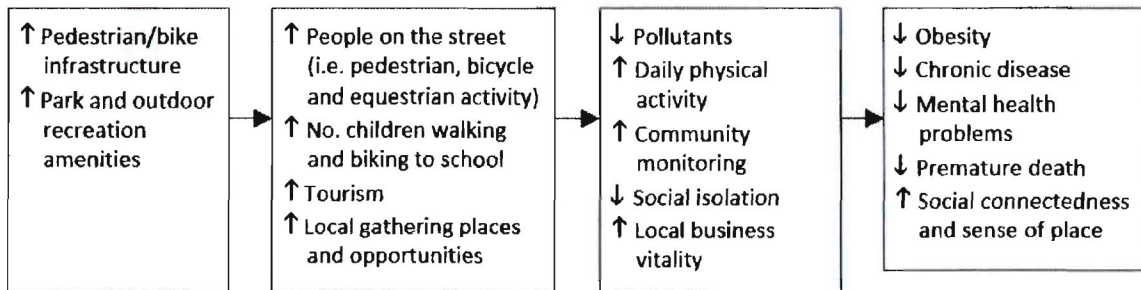 ↑ Pedestrian/bike
infrastructure
↑ Park and outdoor
recreation
amenities
↑ People on the street
(i.e. pedestrian, bicycle
and equestrian activity)
↑ No. children walking
and biking to school
↑ Tourism
↑ Local gathering places
and opportunities
↓ Pollutants
↑ Daily physical
activity
↑ Community
monitoring
↓ Social isolation
↑ Local business
vitality
↓ Obesity
↓ Chronic disease
↓ Mental health
problems
↓ Premature death
↑ Social connectedness
and sense of place